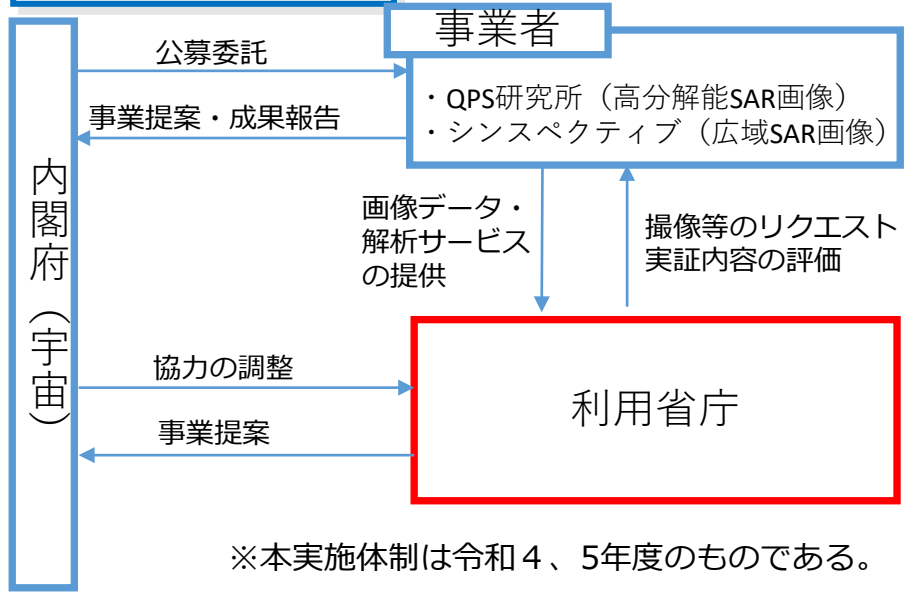 事業者
公募委託
・QPS研究所（高分解能SAR画像）
・シンスペクティブ（広域SAR画像）
事業提案・成果報告
内閣府（宇宙）
画像データ・
解析サービス
の提供
撮像等のリクエスト
実証内容の評価
協力の調整
利用省庁
事業提案
※本実施体制は令和４、5年度のものである。